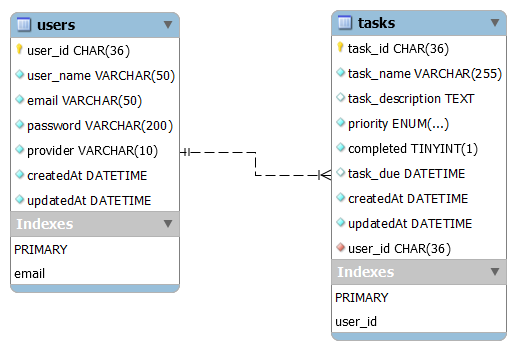 users
user_id CHAR(36)
user_name VARCHAR(50)
email VARCHAR(50)
password VARCHAR(200)
provider VARCHAR(10)
createdAt DATETIME
updatedAt DATETIME
Indexes
PRIMARY
email
tasks
task_id CHAR(36)
task_name VARCHAR(255)
task_description TEXT
priority ENUM(...)
completed TINYINT(1)
task_due DATETIME
createdAt DATETIME
updatedAt DATETIME
user_id CHAR(36)
Indexes
PRIMARY
user_id